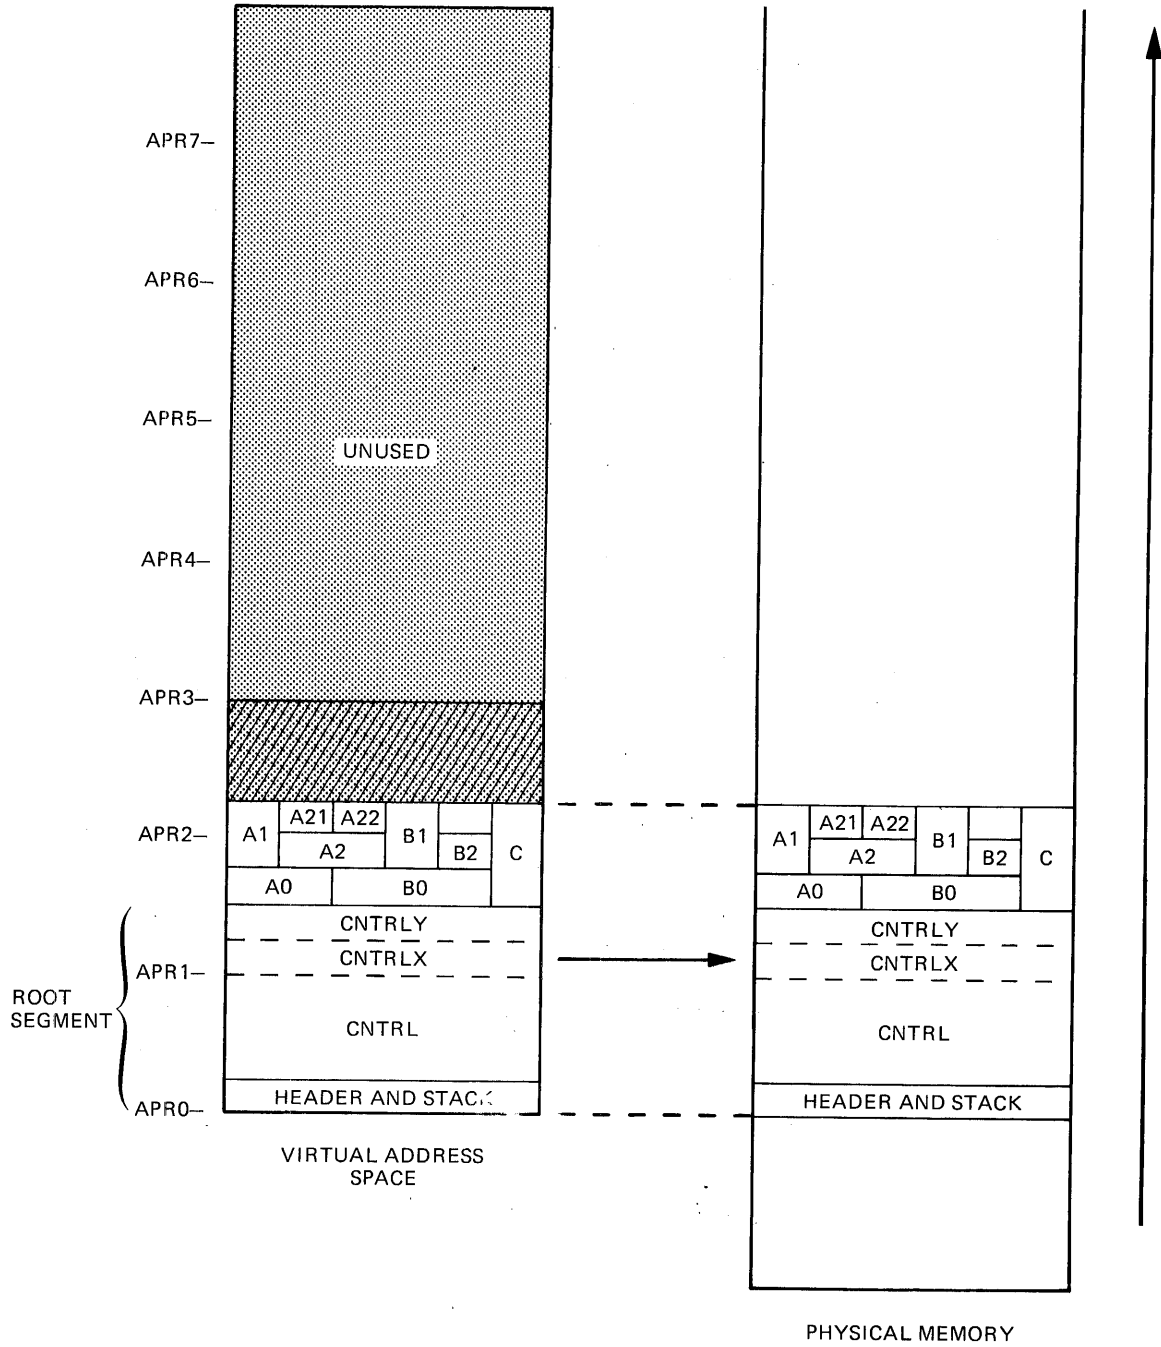 APR7–
APR6–
APR5–
UNUSED
APR4–
APR3–
APR2–
A1
A21
A22
A2
B1
B2
C
A0
B0
CNTRLY
APR1–
CNTRLX
ROOT
SEGMENT
CNTRL
APR0–
HEADER AND STACK
VIRTUAL ADDRESS
SPACE
A1
A21
A22
A2
B1
B2
C
A0
B0
CNTRLY
CNTRLX
CNTRL
HEADER AND STACK
PHYSICAL MEMORY